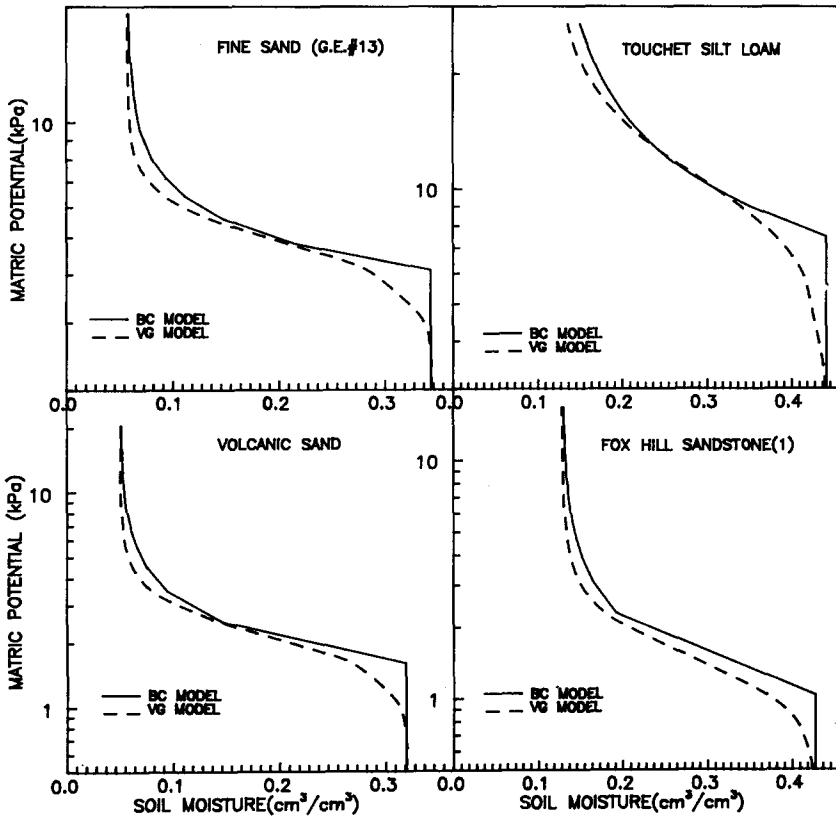 FINE SAND (G.E.#13)
MATRIC POTENTIAL(kPa)
10
BC MODEL
VG MODEL
0.0 0.1 0.2 0.3
TOUCHET SILT LOAM
10
BC MODEL
VG MODEL
0.0 0.1 0.2 0.3 0.4
VOLCANIC SAND
MATRIC POTENTIAL (kPa)
10
1
BC MODEL
VG MODEL
0.0 0.1 0.2 0.3
SOIL MOISTURE(cm³/cm³)
FOX HILL SANDSTONE(1)
10
1
BC MODEL
VG MODEL
0.0 0.1 0.2 0.3 0.4
SOIL MOISTURE(cm³/cm³)